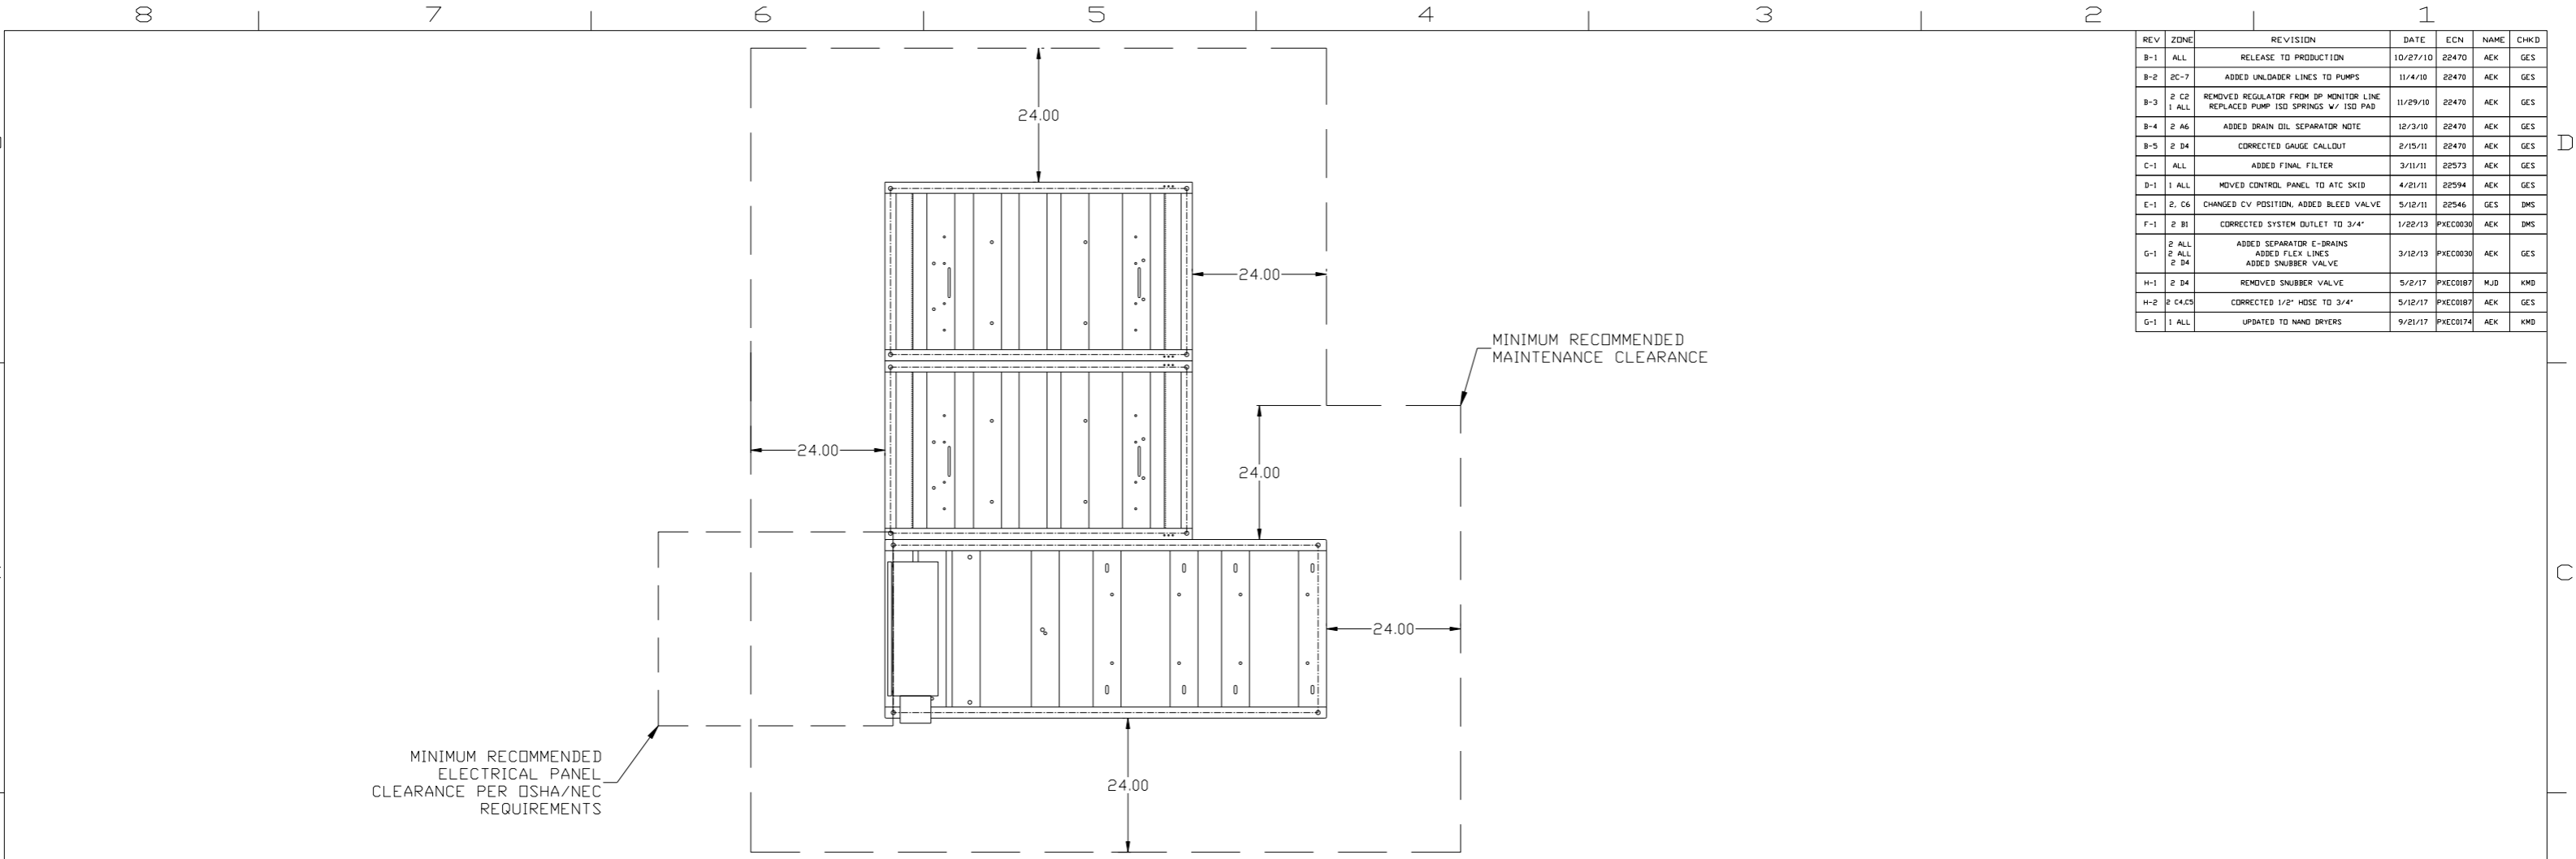 8 7 6 5 4 3 2 1
REV ZONE REVISION DATE ECN NAME CHKD
B-1 ALL RELEASE TO PRODUCTION 10/27/10 22470 AEK GES
B-2 2C-7 ADDED UNLOADER LINES TO PUMPS 11/4/10 22470 AEK GES
B-3 2 C2 1 ALL REMOVED REGULATOR FROM DP MONITOR LINE REPLACED PUMP ISO SPRINGS W/ ISO PAD 11/29/10 22470 AEK GES
B-4 2 A6 ADDED DRAIN OIL SEPARATOR NOTE 12/3/10 22470 AEK GES
B-5 2 D4 CORRECTED GAUGE CALLOUT 2/15/11 22470 AEK GES
C-1 ALL ADDED FINAL FILTER 3/11/11 22573 AEK GES
D-1 1 ALL MOVED CONTROL PANEL TO ATC SKID 4/21/11 22594 AEK GES
E-1 2, C6 CHANGED CV POSITION, ADDED BLEED VALVE 5/12/11 22546 GES DMS
F-1 2 B1 CORRECTED SYSTEM OUTLET TO 3/4" 1/22/13 PXEC0030 AEK DMS
G-1 2 ALL 2 ALL 2 D4 ADDED SEPARATOR E-DRAINS ADDED FLEX LINES ADDED SNUBBER VALVE 3/12/13 PXEC0030 AEK GES
H-1 2 D4 REMOVED SNUBBER VALVE 5/2/17 PXEC0187 MJD KMD
H-2 2 C4,C5 CORRECTED 1/2" HOSE TO 3/4" 5/12/17 PXEC0187 AEK GES
G-1 1 ALL UPDATED TO NANO DRYERS 9/21/17 PXEC0174 AEK KMD
D
24.00
24.00
MINIMUM RECOMMENDED
MAINTENANCE CLEARANCE
24.00
24.00
C
24.00
MINIMUM RECOMMENDED
ELECTRICAL PANEL
CLEARANCE PER OSHA/NEC
REQUIREMENTS
24.00